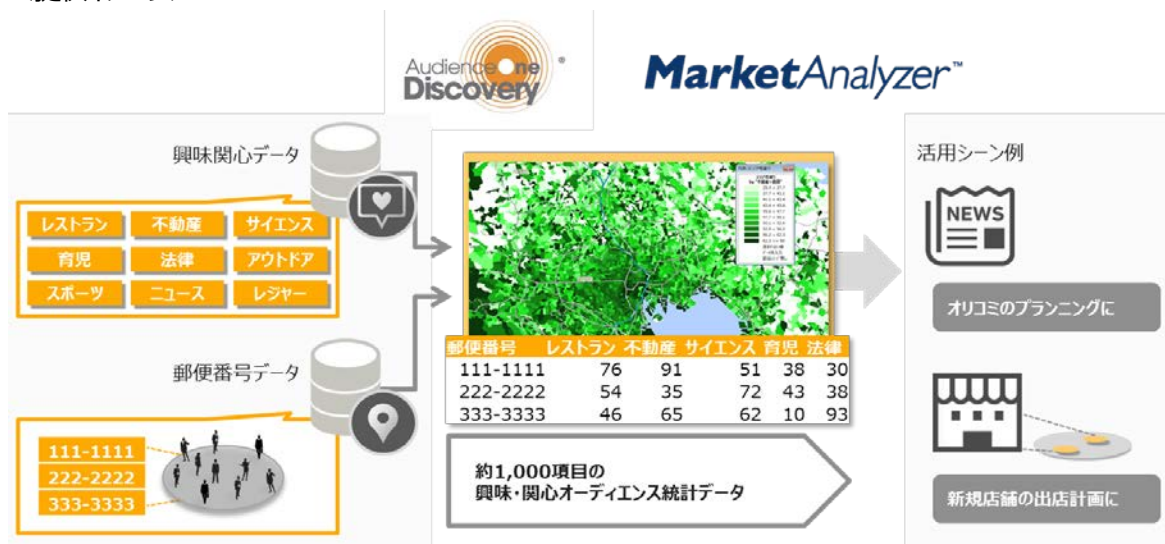 Audience One
Discovery
®
MarketAnalyzer™
興味関心データ
レストラン 不動産 サイエンス
育児 法律 アウトドア
スポーツ ニュース レジャー
郵便番号データ
111-1111
222-2222
333-3333
郵便番号 レストラン 不動産 サイエンス 育児 法律
111-1111 76 91 51 38 30
222-2222 54 35 72 43 38
333-3333 46 65 62 10 93
約1,000項目の
興味・関心オーディエンス統計データ
活用シーン例
NEWS
オリコミのプランニングに
新規店舗の出店計画に